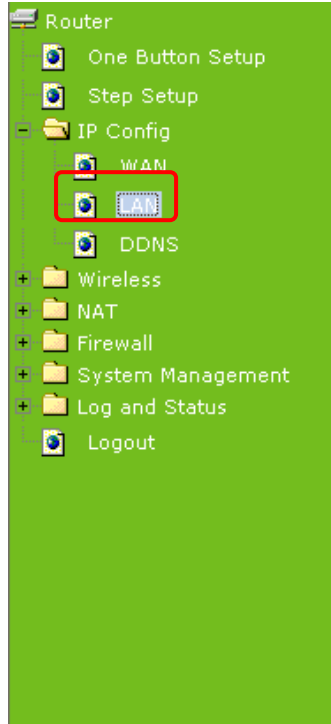 Router
One Button Setup
Step Setup
IP Config
WAN
LAN
DDNS
Wireless
NAT
Firewall
System Management
Log and Status
Logout